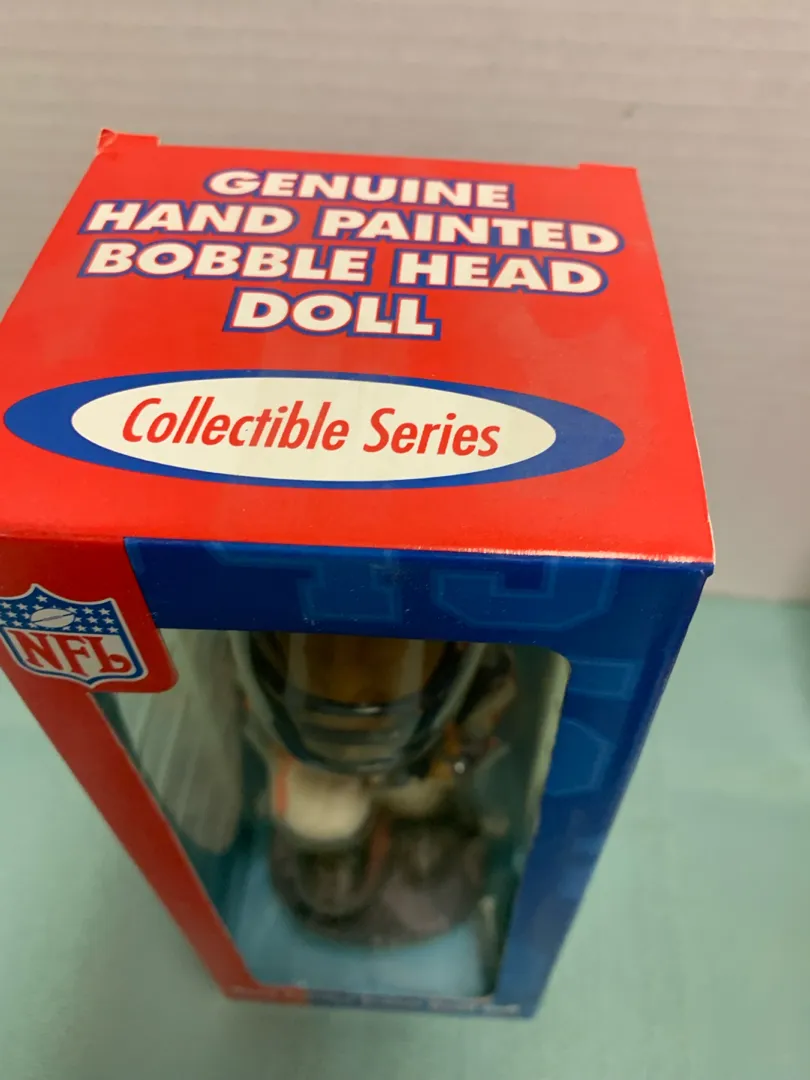 GENUINE
HAND PAINTED
BOBBLE HEAD
DOLL
Collectible Series
NFL